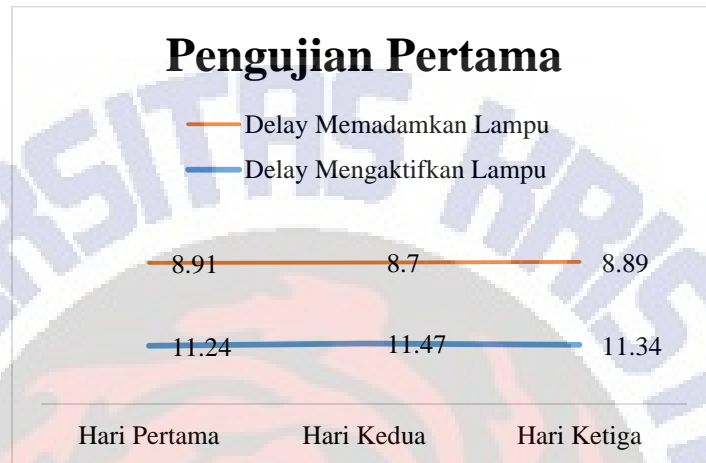 Pengujian Pertama
Delay Memadamkan Lampu
Delay Mengaktifkan Lampu
8.91 8.7 8.89
11.24 11.47 11.34
Hari Pertama Hari Kedua Hari Ketiga